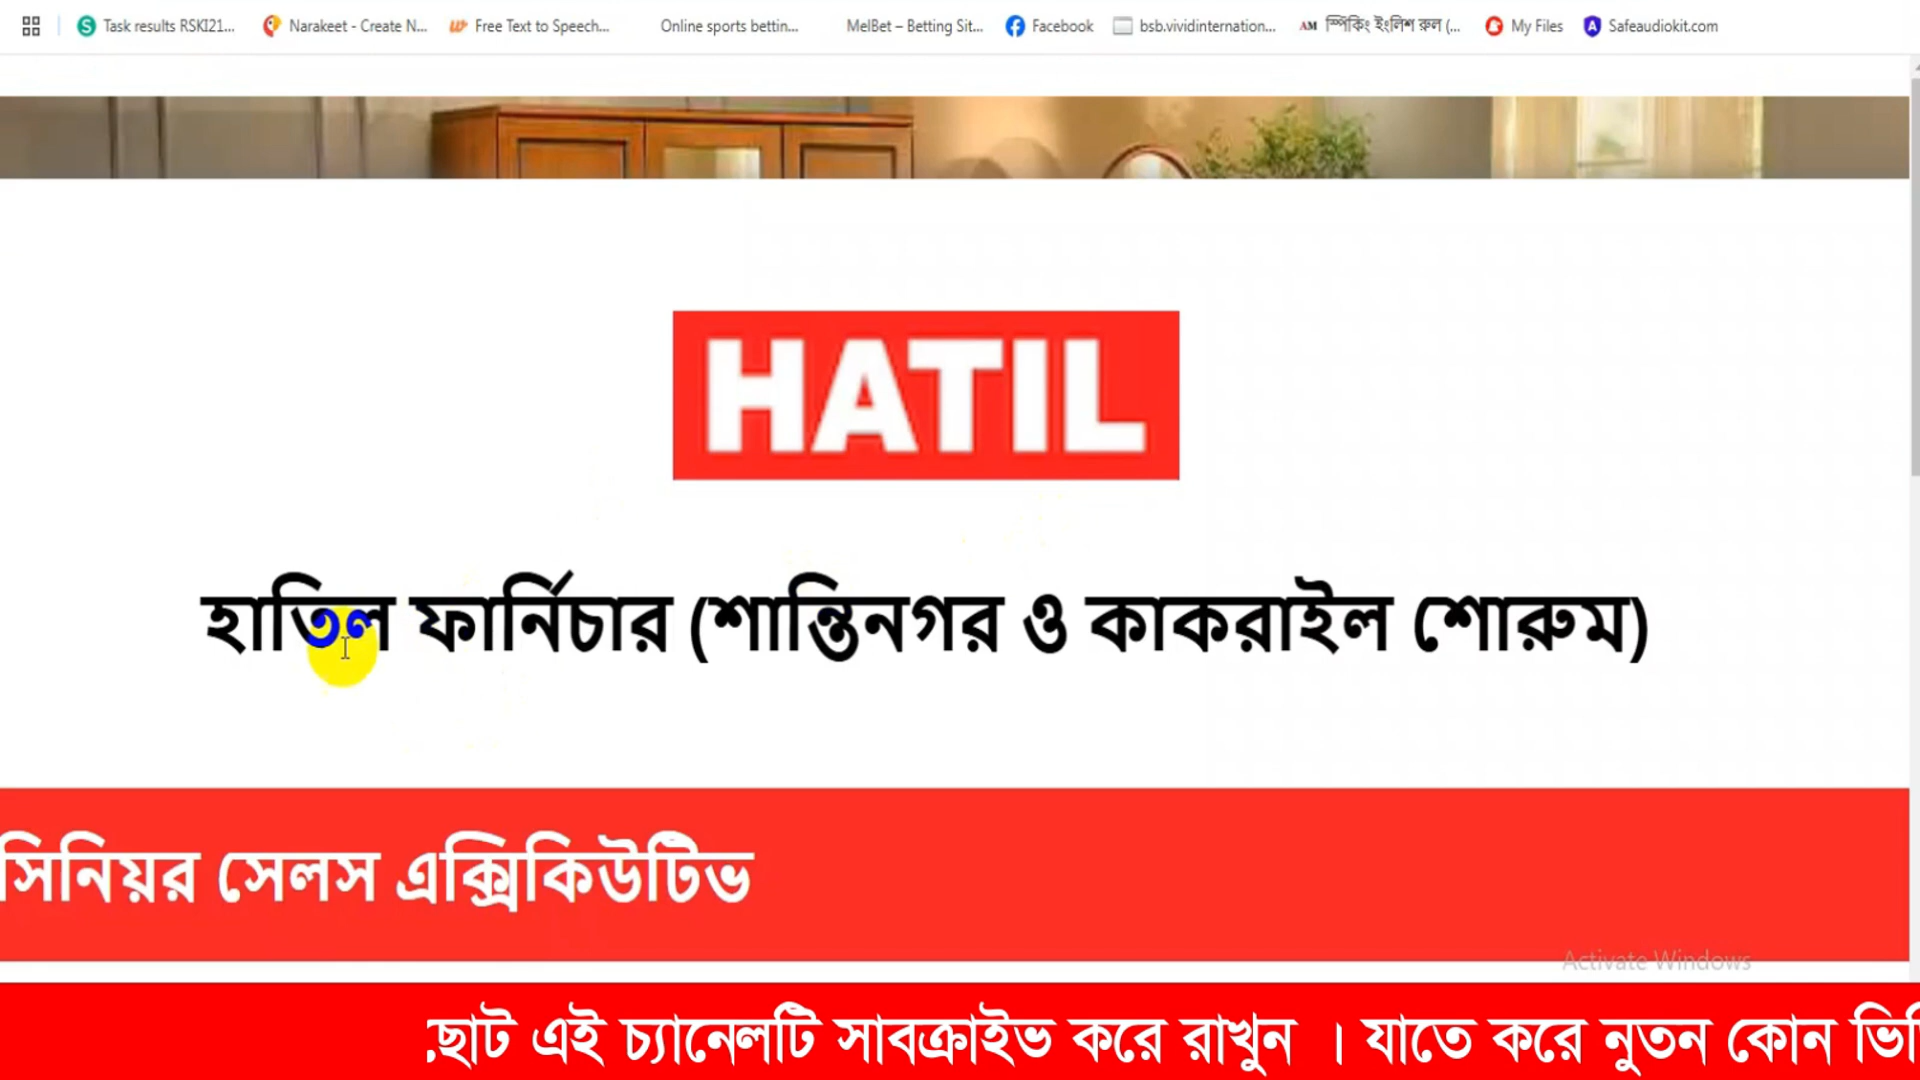 Task results RSKI21... Narakeet - Create N... Free Text to Speech... Online sports bettin... MelBet – Betting Sit... Facebook bsb.vividinternation... AM স্পিকিং ইংলিশ রুল (... My Files Safeaudiokit.com
HATIL
হাতিল ফার্নিচার (শান্তিনগর ও কাকরাইল শোরুম)
সিনিয়র সেলস এক্সিকিউটিভ
Activate Windows
ছোট এই চ্যানেলটি সাবক্রাইভ করে রাখুন । যাতে করে নুতন কোন